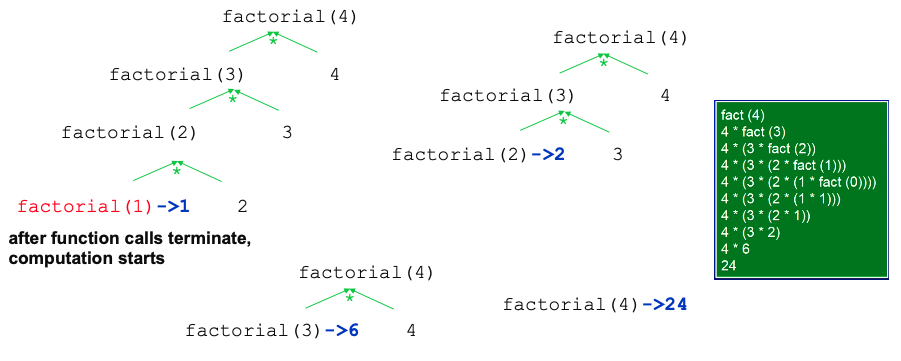 factorial(4)
*
factorial(3) 4
*
factorial(2) 3
*
factorial(1)->1 2
after function calls terminate,
computation starts
factorial(4)
*
factorial(3) 4
*
factorial(2)->2 3
fact (4)
4 * fact (3)
4 * (3 * fact (2))
4 * (3 * (2 * fact (1)))
4 * (3 * (2 * (1 * fact (0))))
4 * (3 * (2 * (1 * 1)))
4 * (3 * (2 * 1))
4 * (3 * 2)
4 * 6
24
factorial(4)
*
factorial(3)->6 4
factorial(4)->24